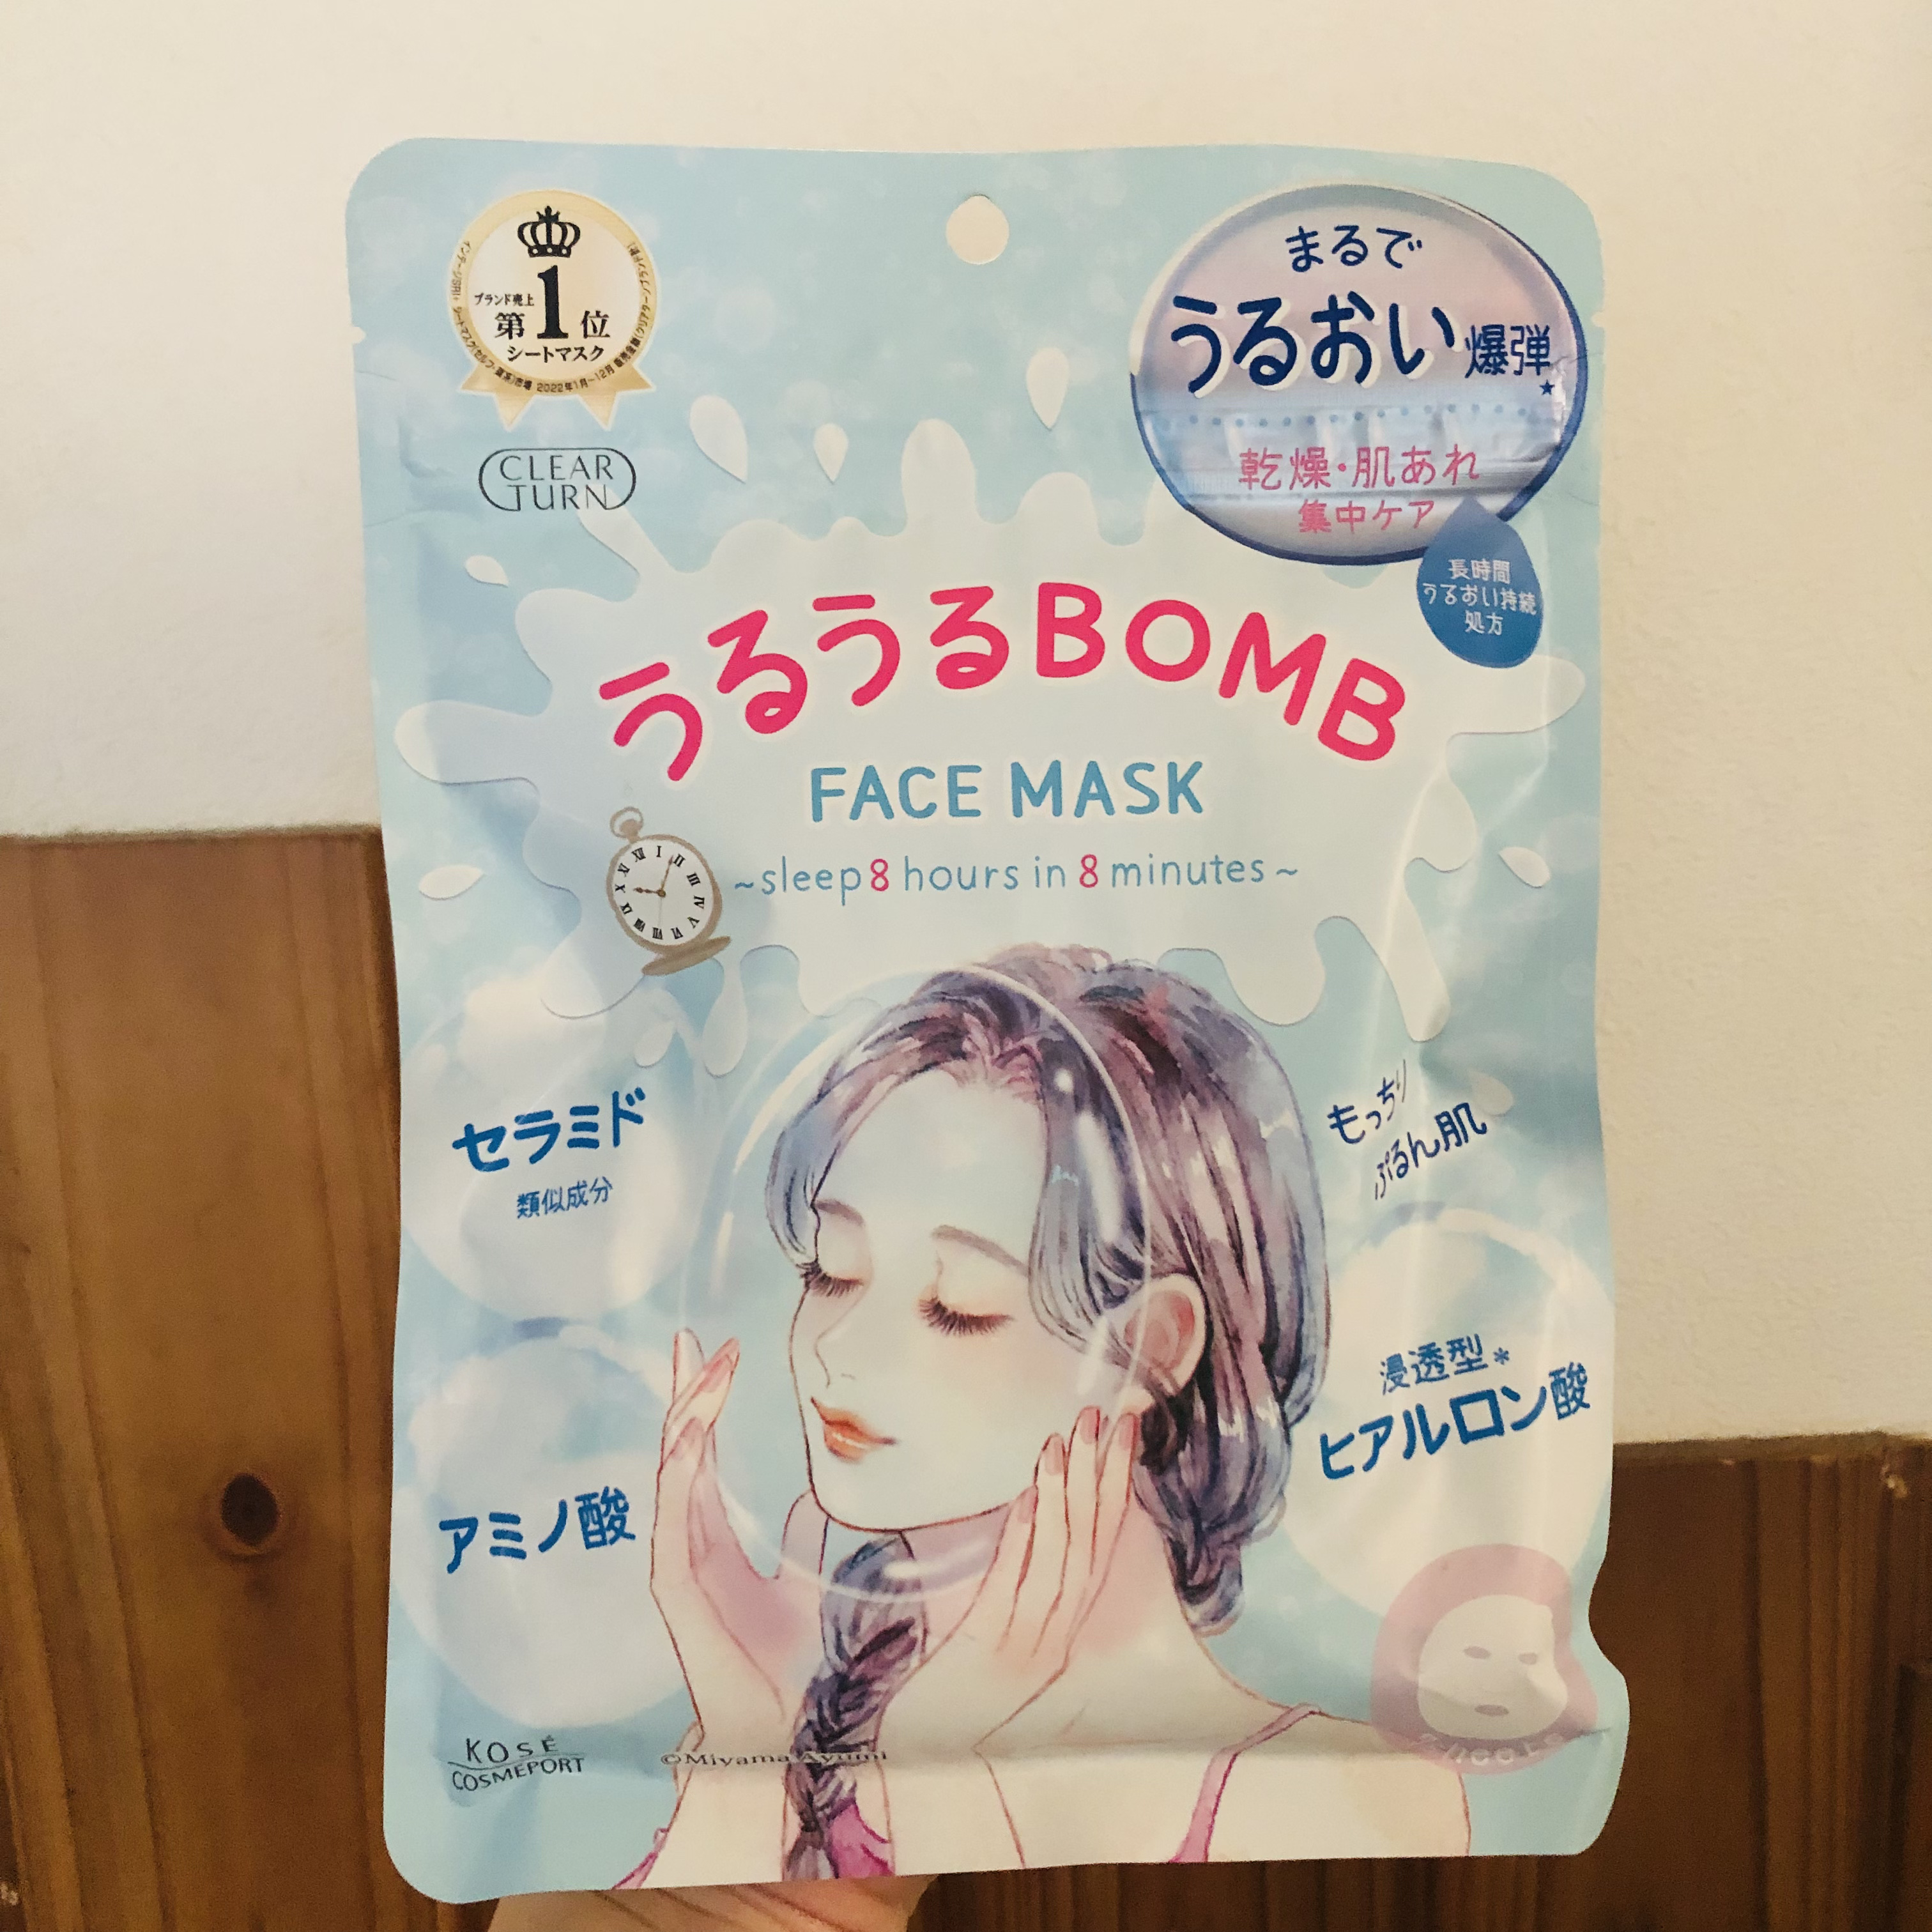 ブランド売上
第1位
シートマスク
2022年1月~12月
CLEAR
TURN
まるで
うるおい爆弾
乾燥・肌あれ
集中ケア
長時間
うるおい持続
処方
うるうるBOMB
FACE MASK
~sleep 8 hours in 8 minutes~
セラミド
類似成分
もっちり
ぷるん肌
浸透型*
ヒアルロン酸
アミノ酸
KOSÉ
COSMEPORT
©Miyama Ayumi